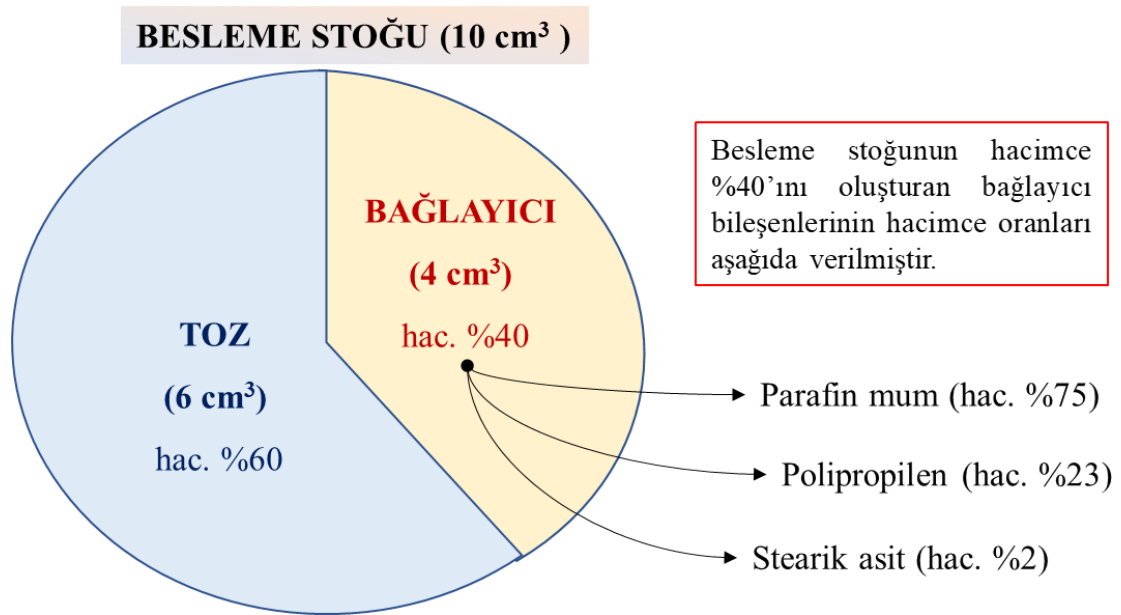 BESLEME STOĞU (10 cm³ )
BAĞLAYICI
(4 cm³)
hac. %40
TOZ
(6 cm³)
hac. %60
Besleme stoğunun hacimce
%40’ını oluşturan bağlayıcı
bileşenlerinin hacimce oranları
aşağıda verilmiştir.
Parafin mum (hac. %75)
Polipropilen (hac. %23)
Stearik asit (hac. %2)